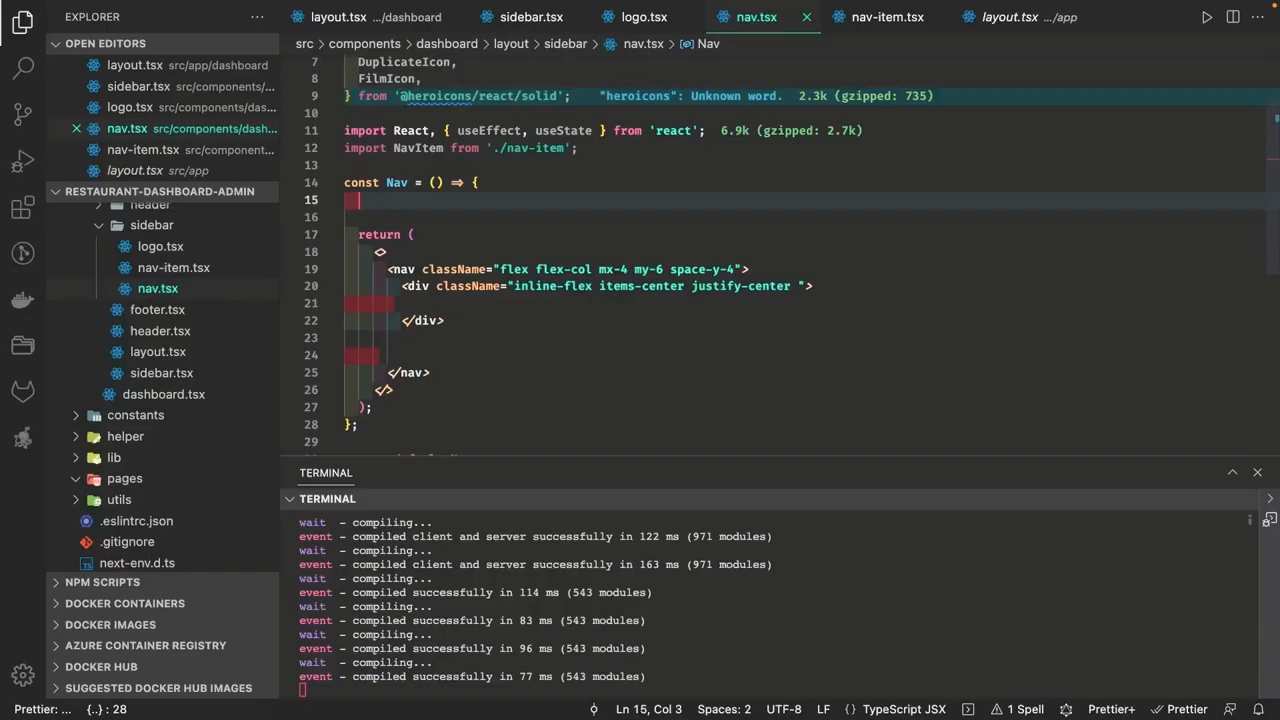 EXPLORER
OPEN EDITORS
layout.tsx src/app/dashboard
sidebar.tsx src/components/...
logo.tsx src/components/das...
nav.tsx src/components/dash...
nav-item.tsx src/component...
layout.tsx src/app
RESTAURANT-DASHBOARD-ADMIN
header
sidebar
logo.tsx
nav-item.tsx
nav.tsx
footer.tsx
header.tsx
layout.tsx
sidebar.tsx
dashboard.tsx
constants
helper
lib
pages
utils
.eslintrc.json
.gitignore
next-env.d.ts
NPM SCRIPTS
DOCKER CONTAINERS
DOCKER IMAGES
AZURE CONTAINER REGISTRY
DOCKER HUB
SUGGESTED DOCKER HUB IMAGES
layout.tsx .../dashboard sidebar.tsx logo.tsx nav.tsx nav-item.tsx layout.tsx .../app
src components dashboard layout sidebar nav.tsx Nav
7 DuplicateIcon,
8 FilmIcon,
9 } from '@heroicons/react/solid'; "heroicons": Unknown word. 2.3k (gzipped: 735)
10
11 import React, { useEffect, useState } from 'react'; 6.9k (gzipped: 2.7k)
12 import NavItem from './nav-item';
13
14 const Nav = () => {
15
16
17 return (
18 <>
19 <nav className="flex flex-col mx-4 my-6 space-y-4">
20 <div className="inline-flex items-center justify-center ">
21
22 </div>
23
24
25 </nav>
26 </>
27 );
28 };
29
TERMINAL
TERMINAL
wait - compiling...
event - compiled client and server successfully in 122 ms (971 modules)
wait - compiling...
event - compiled client and server successfully in 163 ms (971 modules)
wait - compiling...
event - compiled successfully in 114 ms (543 modules)
wait - compiling...
event - compiled successfully in 83 ms (543 modules)
wait - compiling...
event - compiled successfully in 96 ms (543 modules)
wait - compiling...
event - compiled successfully in 77 ms (543 modules)
Prettier: ... {..} : 28 Ln 15, Col 3 Spaces: 2 UTF-8 LF {} TypeScript JSX 1 Spell Prettier+ Prettier